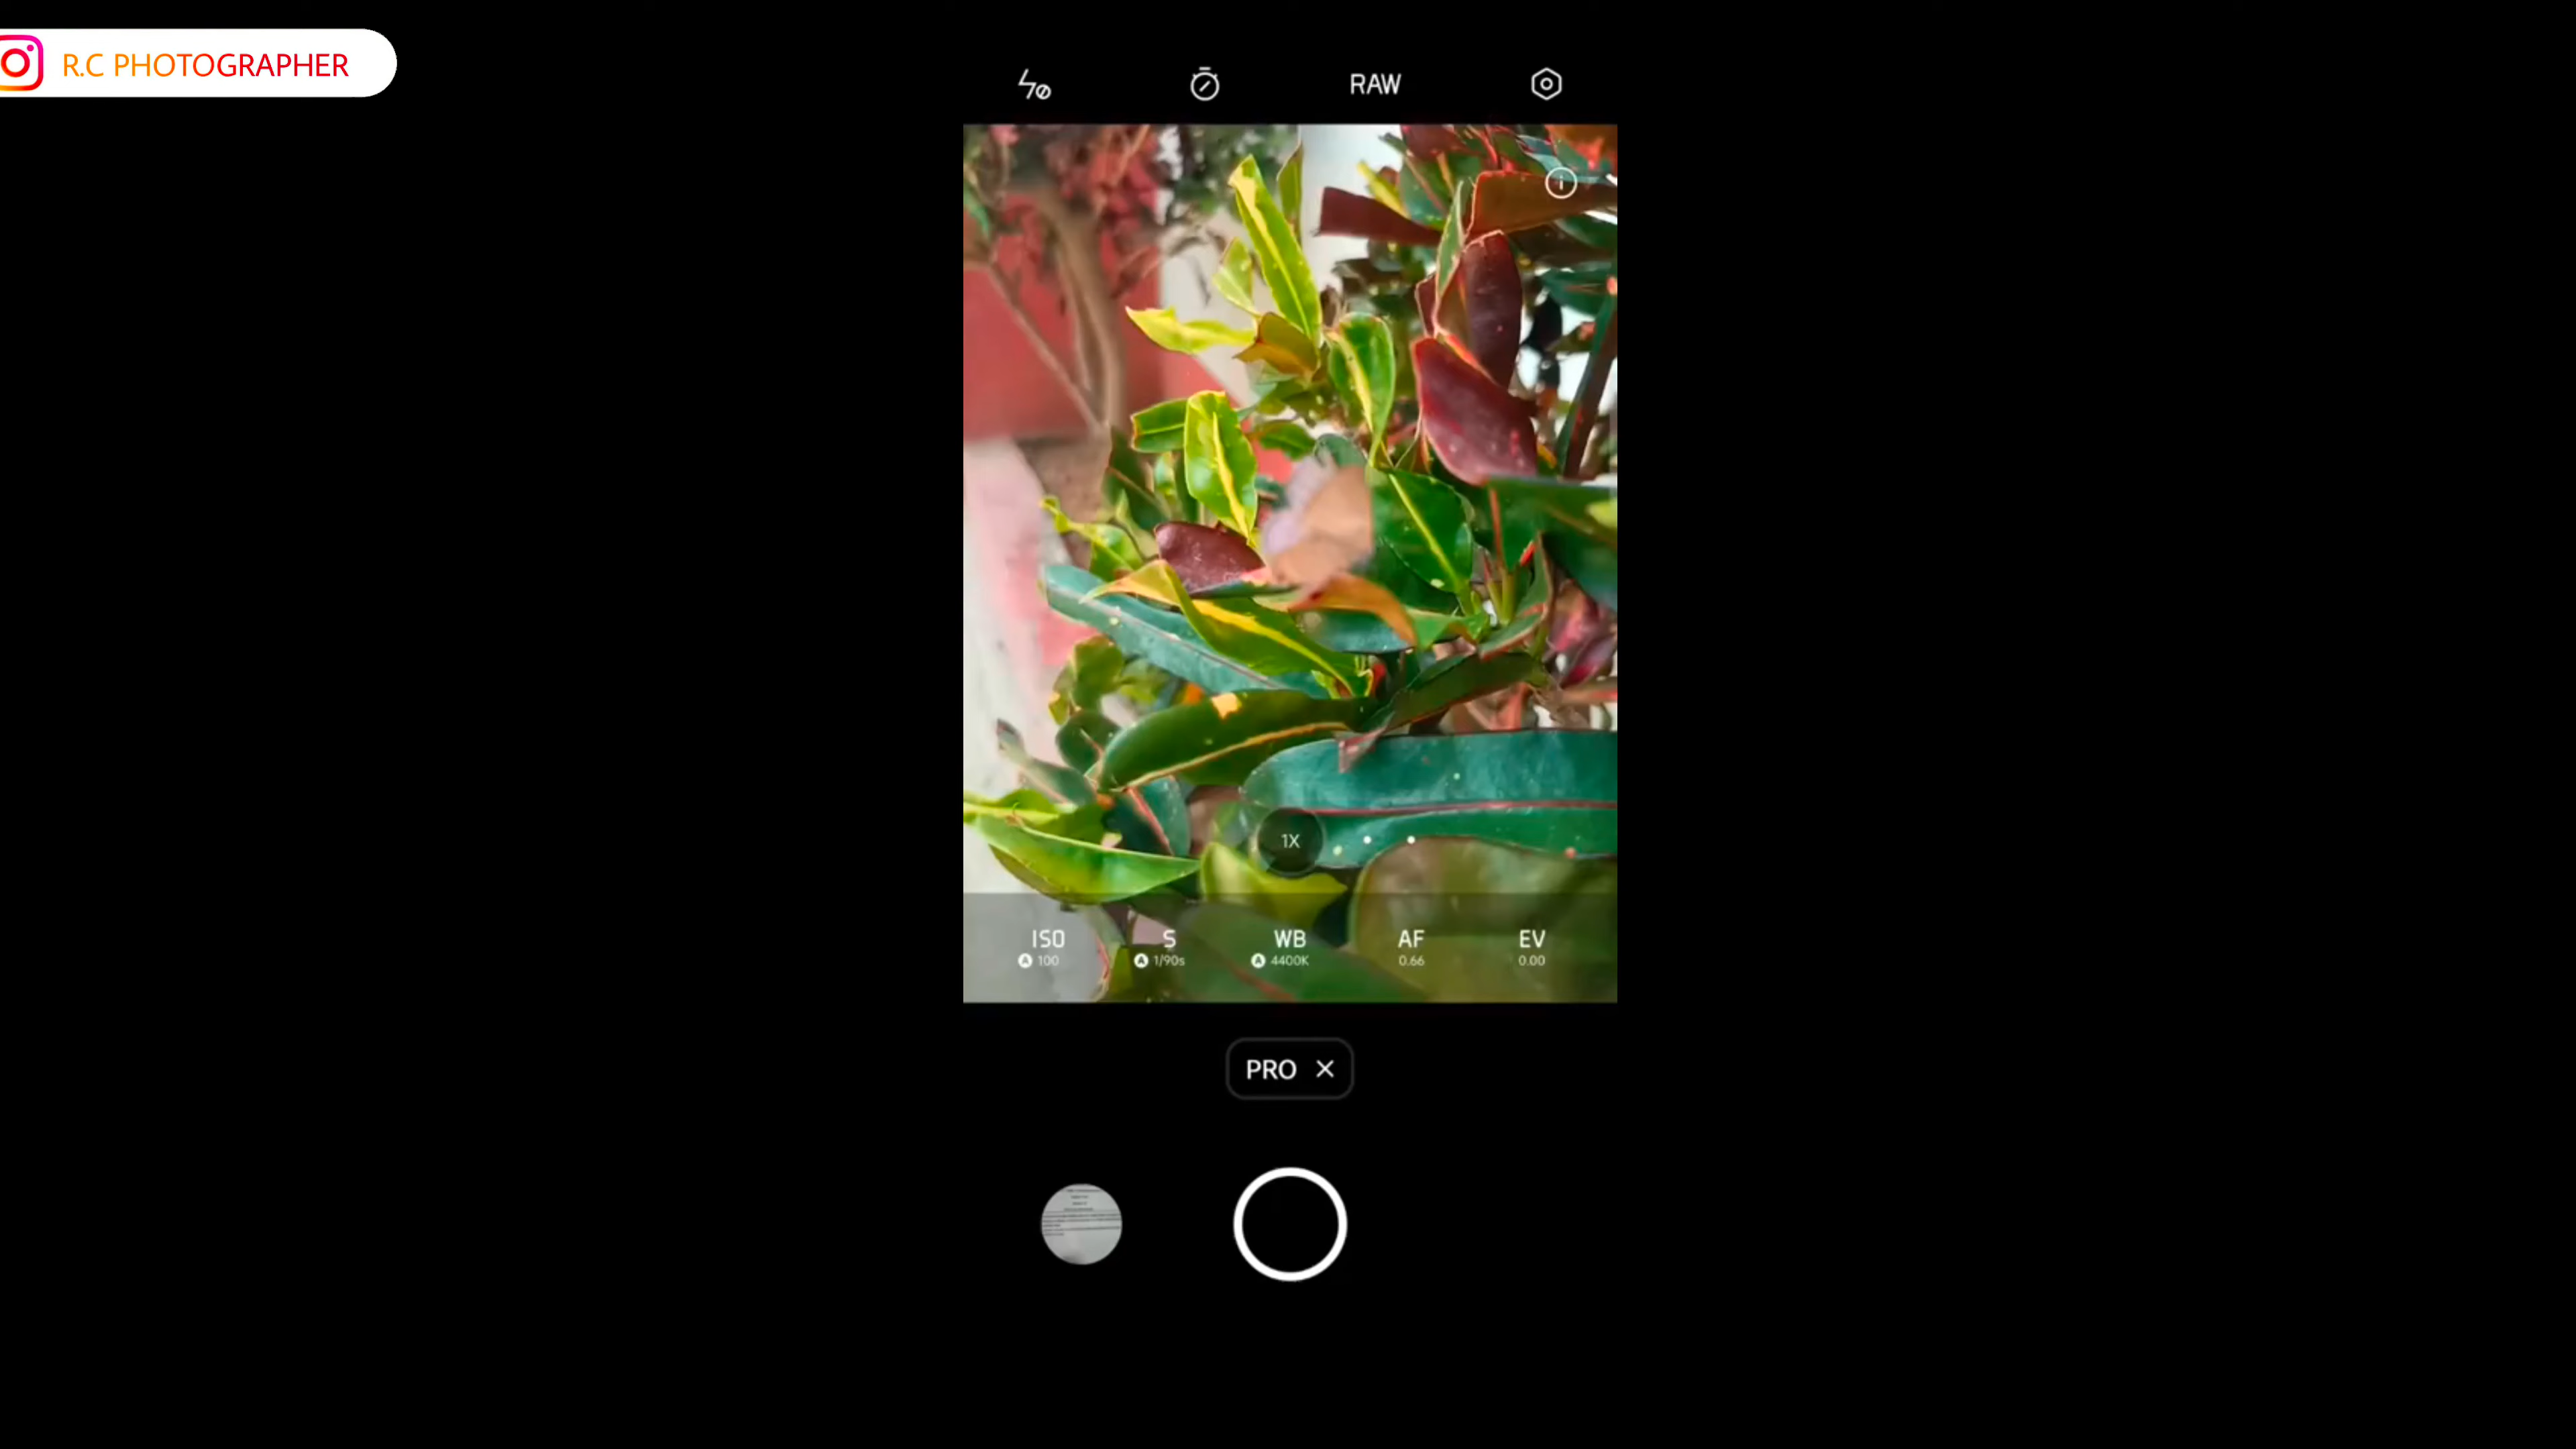 R.C PHOTOGRAPHER
RAW
1X
ISO S WB AF EV
A 100 A 1/90s A 4400K 0.66 0.00
PRO